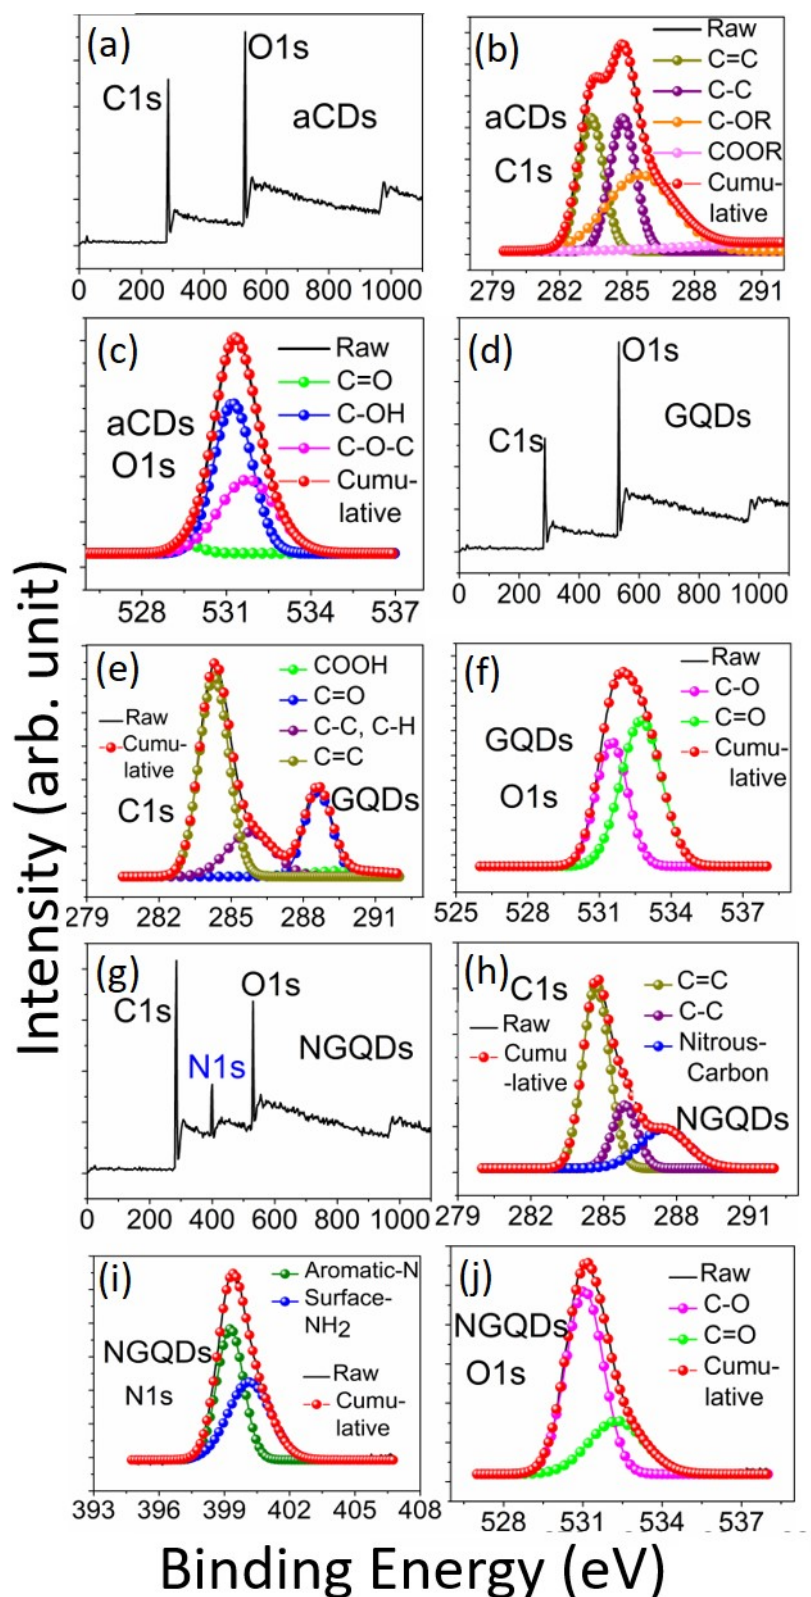 Intensity (arb. unit)
(a)
O1s
C1s
aCDs
0 200 400 600 800 1000
(b)
Raw
C=C
aCDs
C-C
C-OR
C1s
COOR
Cumu-
lative
279 282 285 288 291
(c)
Raw
C=O
aCDs
C-OH
O1s
C-O-C
Cumu-
lative
528 531 534 537
(d)
O1s
GQDs
C1s
0 200 400 600 800 1000
(e)
COOH
C=O
Raw
C-C, C-H
Cumu-
lative
C=C
C1s
GQDs
279 282 285 288 291
(f)
Raw
C-O
GQDs
C=O
O1s
Cumu-
lative
525 528 531 534 537
(g)
C1s
O1s
N1s
NGQDs
0 200 400 600 800 1000
(h)
C1s
C=C
C-C
Raw
Cumu
-lative
Nitrous-
Carbon
NGQDs
279 282 285 288 291
(i)
Aromatic-N
Surface-
NH2
NGQDs
N1s
Raw
Cumu-
lative
393 396 399 402 405 408
(j)
Raw
C-O
NGQDs
C=O
O1s
Cumu-
lative
528 531 534 537
Binding Energy (eV)